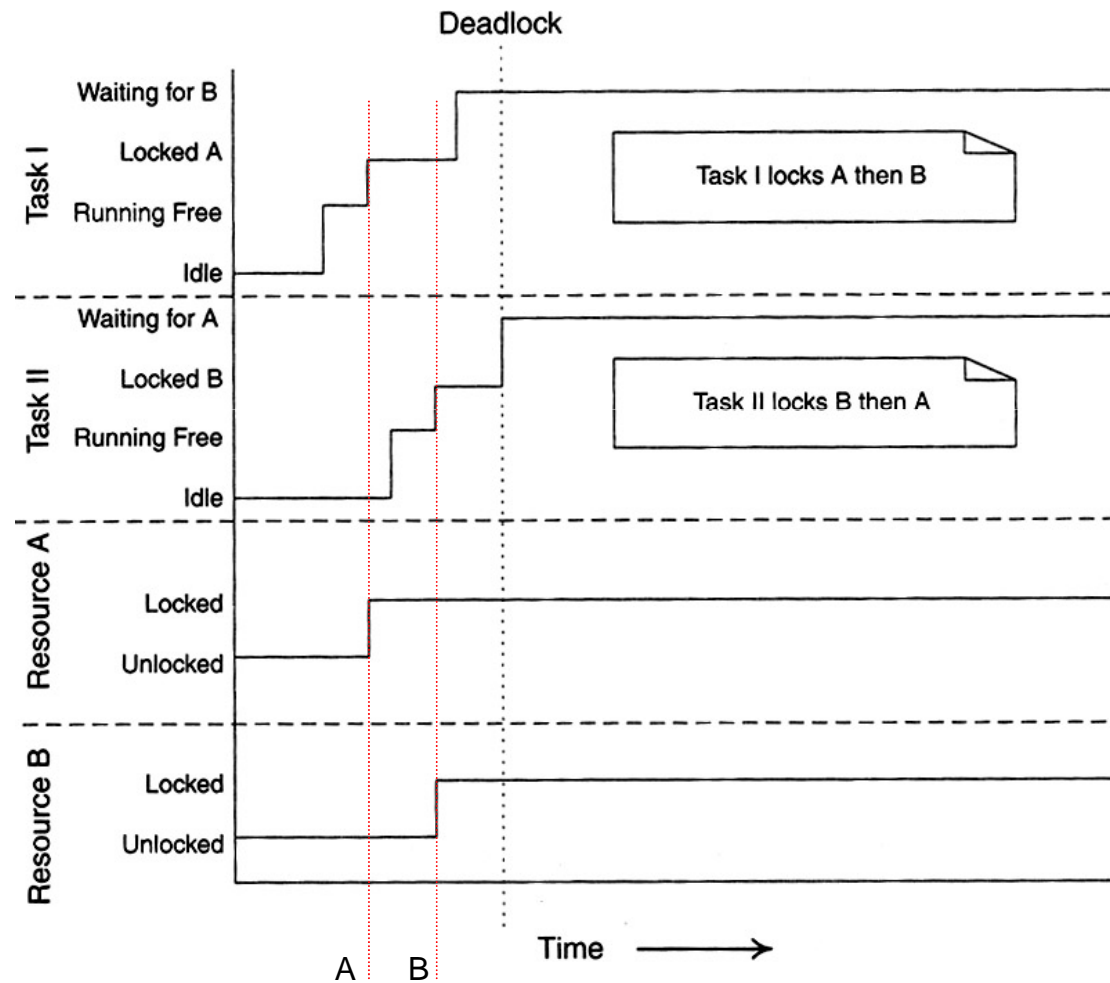 Deadlock
Task I
Waiting for B
Locked A
Running Free
Idle
Task I locks A then B
Task II
Waiting for A
Locked B
Running Free
Idle
Task II locks B then A
Resource A
Locked
Unlocked
Resource B
Locked
Unlocked
Time
A B